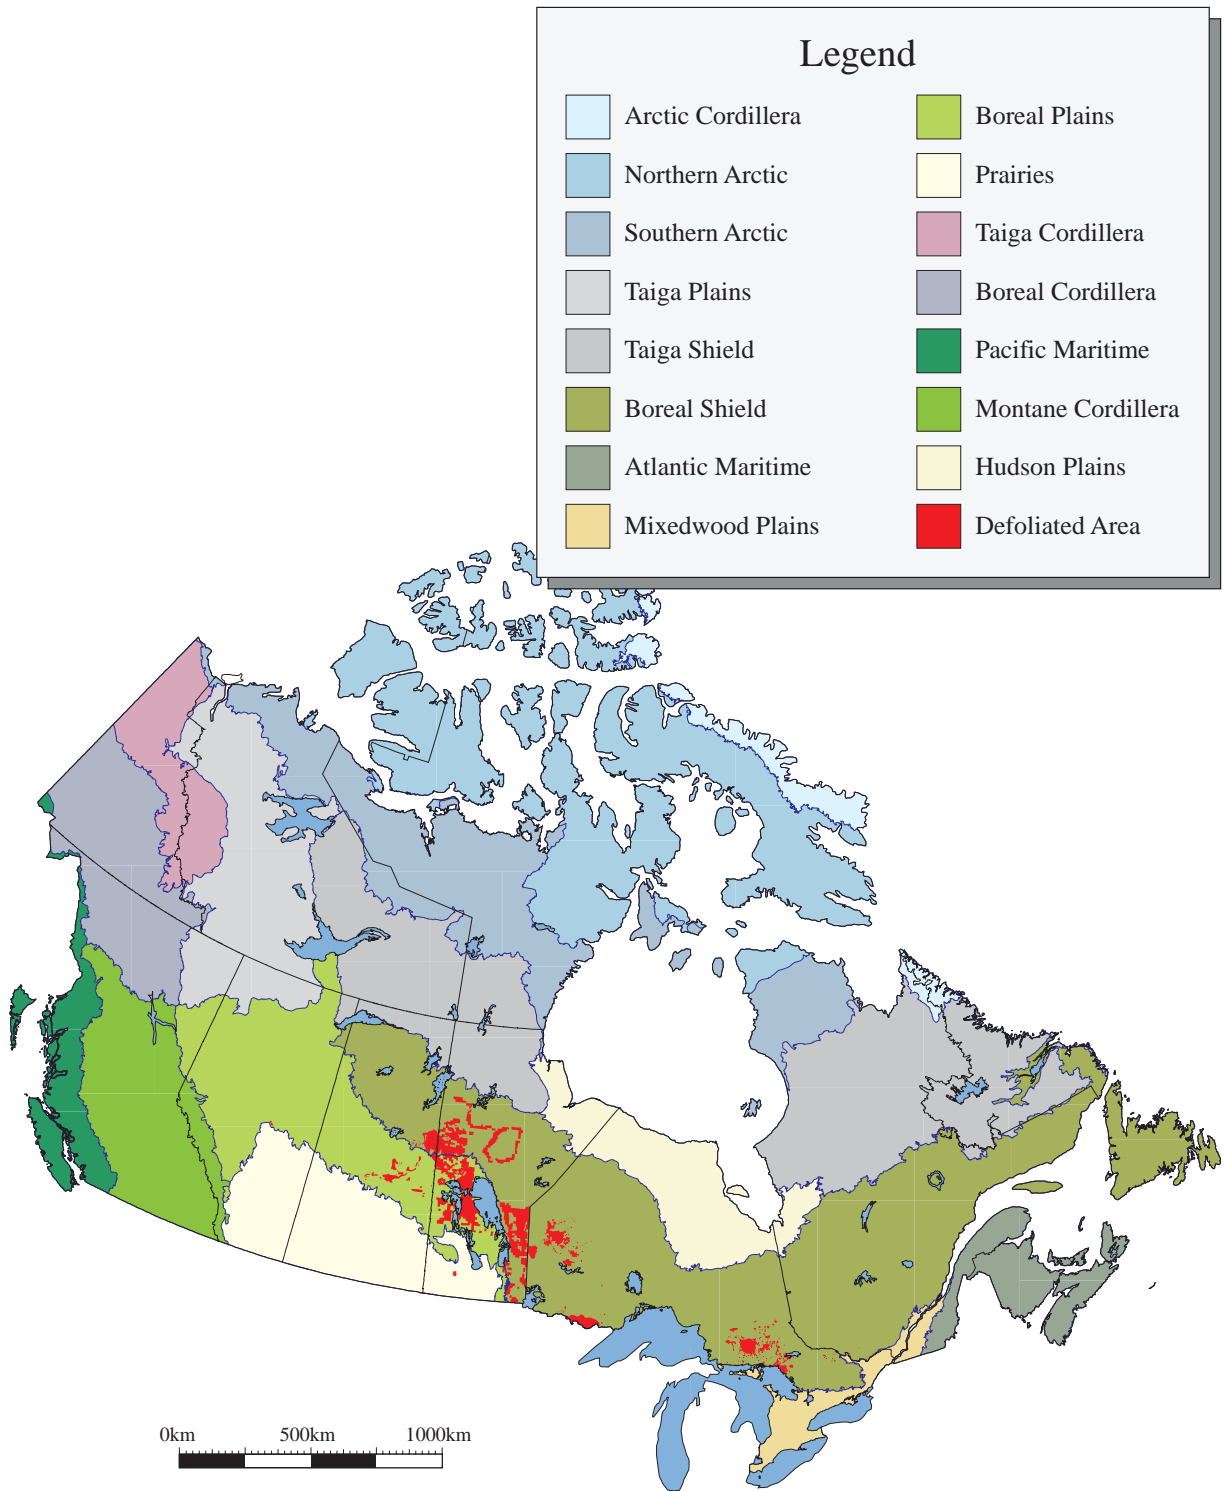 Legend
Arctic Cordillera
Northern Arctic
Southern Arctic
Taiga Plains
Taiga Shield
Boreal Shield
Atlantic Maritime
Mixedwood Plains
Boreal Plains
Prairies
Taiga Cordillera
Boreal Cordillera
Pacific Maritime
Montane Cordillera
Hudson Plains
Defoliated Area
0km 500km 1000km